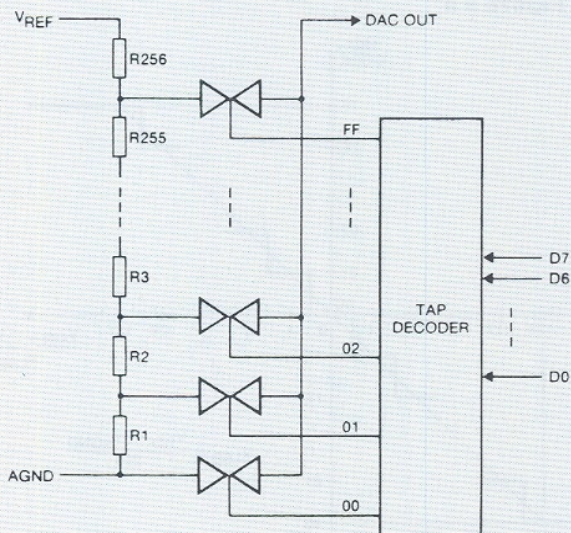 VREF
DAC OUT
R256
R255
FF
R3
D7
D6
TAP
DECODER
R2
02
D0
R1
01
AGND
00